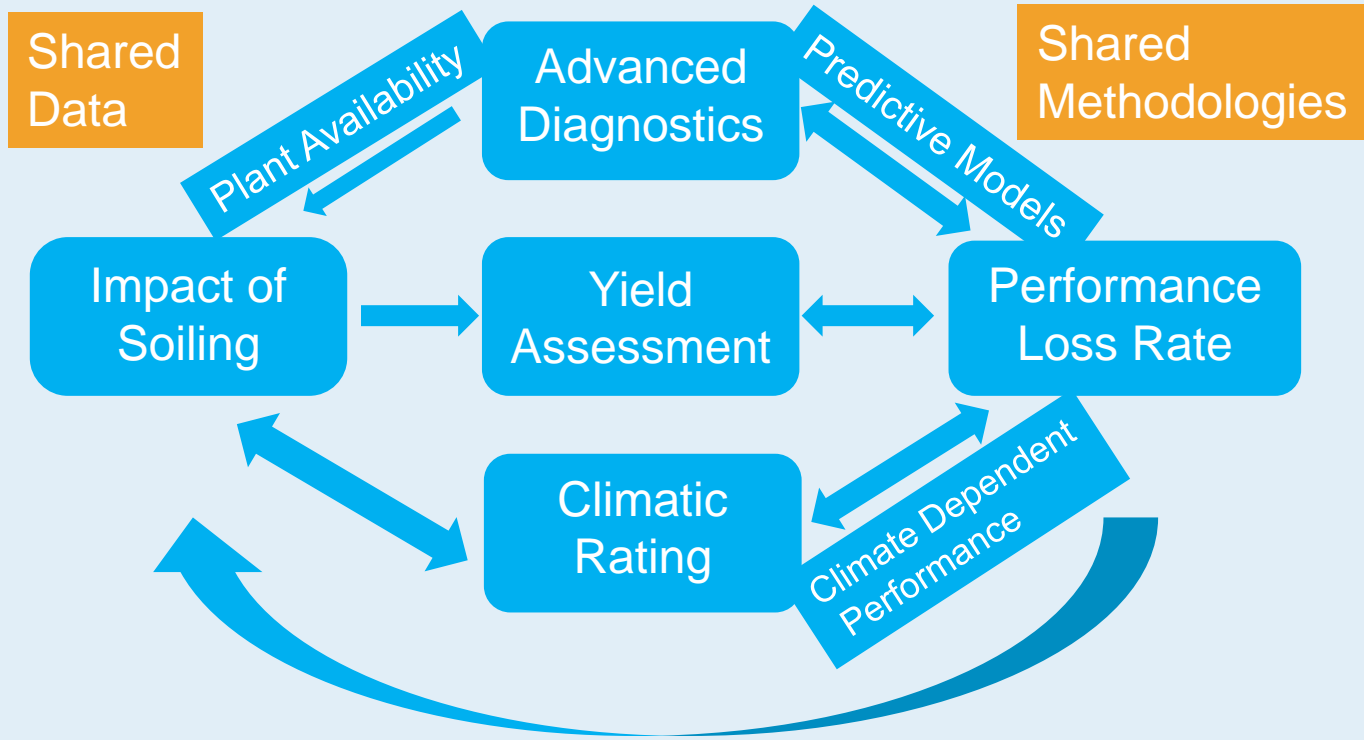 Shared
Data
Plant Availability
Advanced
Diagnostics
Predictive Models
Shared
Methodologies
Impact of
Soiling
Yield
Assessment
Performance
Loss Rate
Climatic
Rating
Climate Dependent
Performance